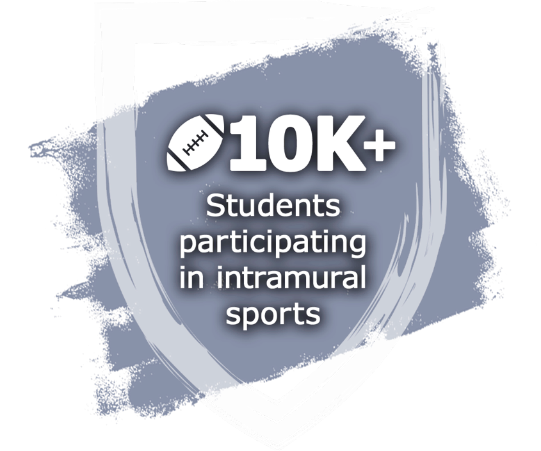 10K+
Students
participating
in intramural
sports